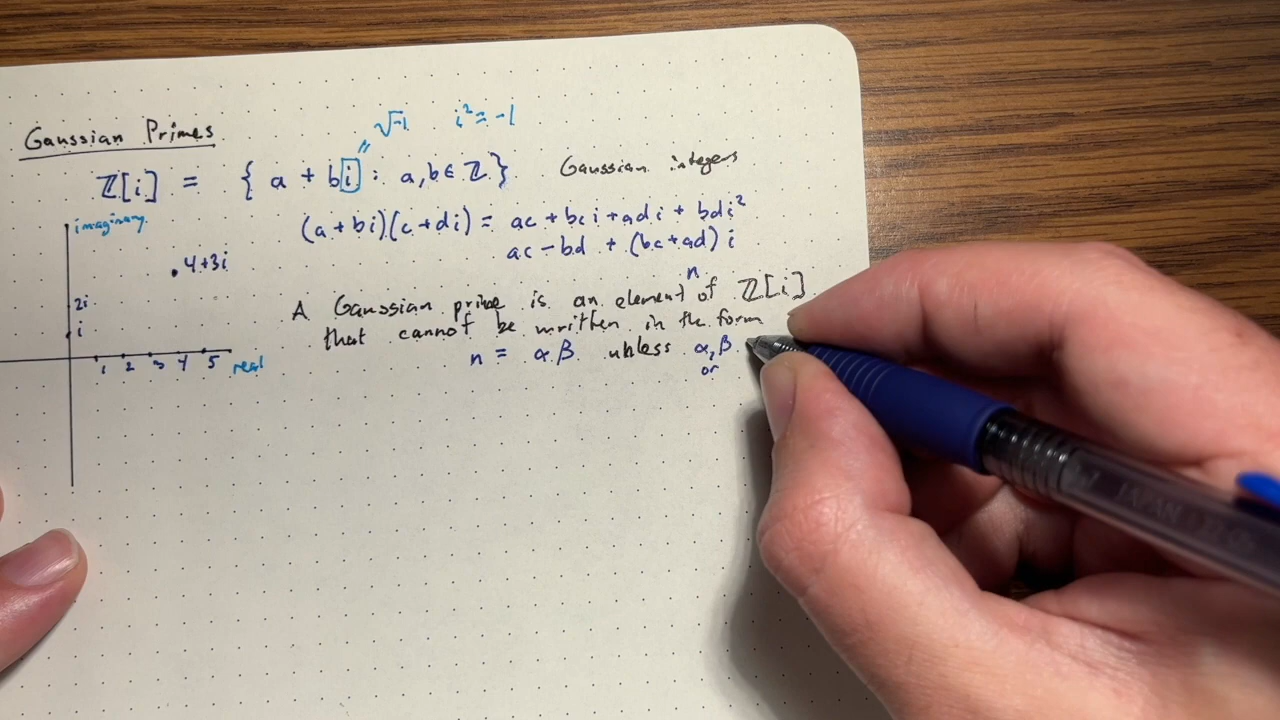 Gaussian Primes
√-1 i² = -1
ℤ[i] = { a + bi : a,b ∈ ℤ } Gaussian integers
(a+bi)(c+di) = ac + bci + adi + bdi²
ac - bd + (bc+ad) i
imaginary
4+3i
2i
i
1 2 3 4 5 real
n
A Gaussian prime is an element of ℤ[i]
that cannot be written in the form
n = αβ unless α, β
or
JAPAN